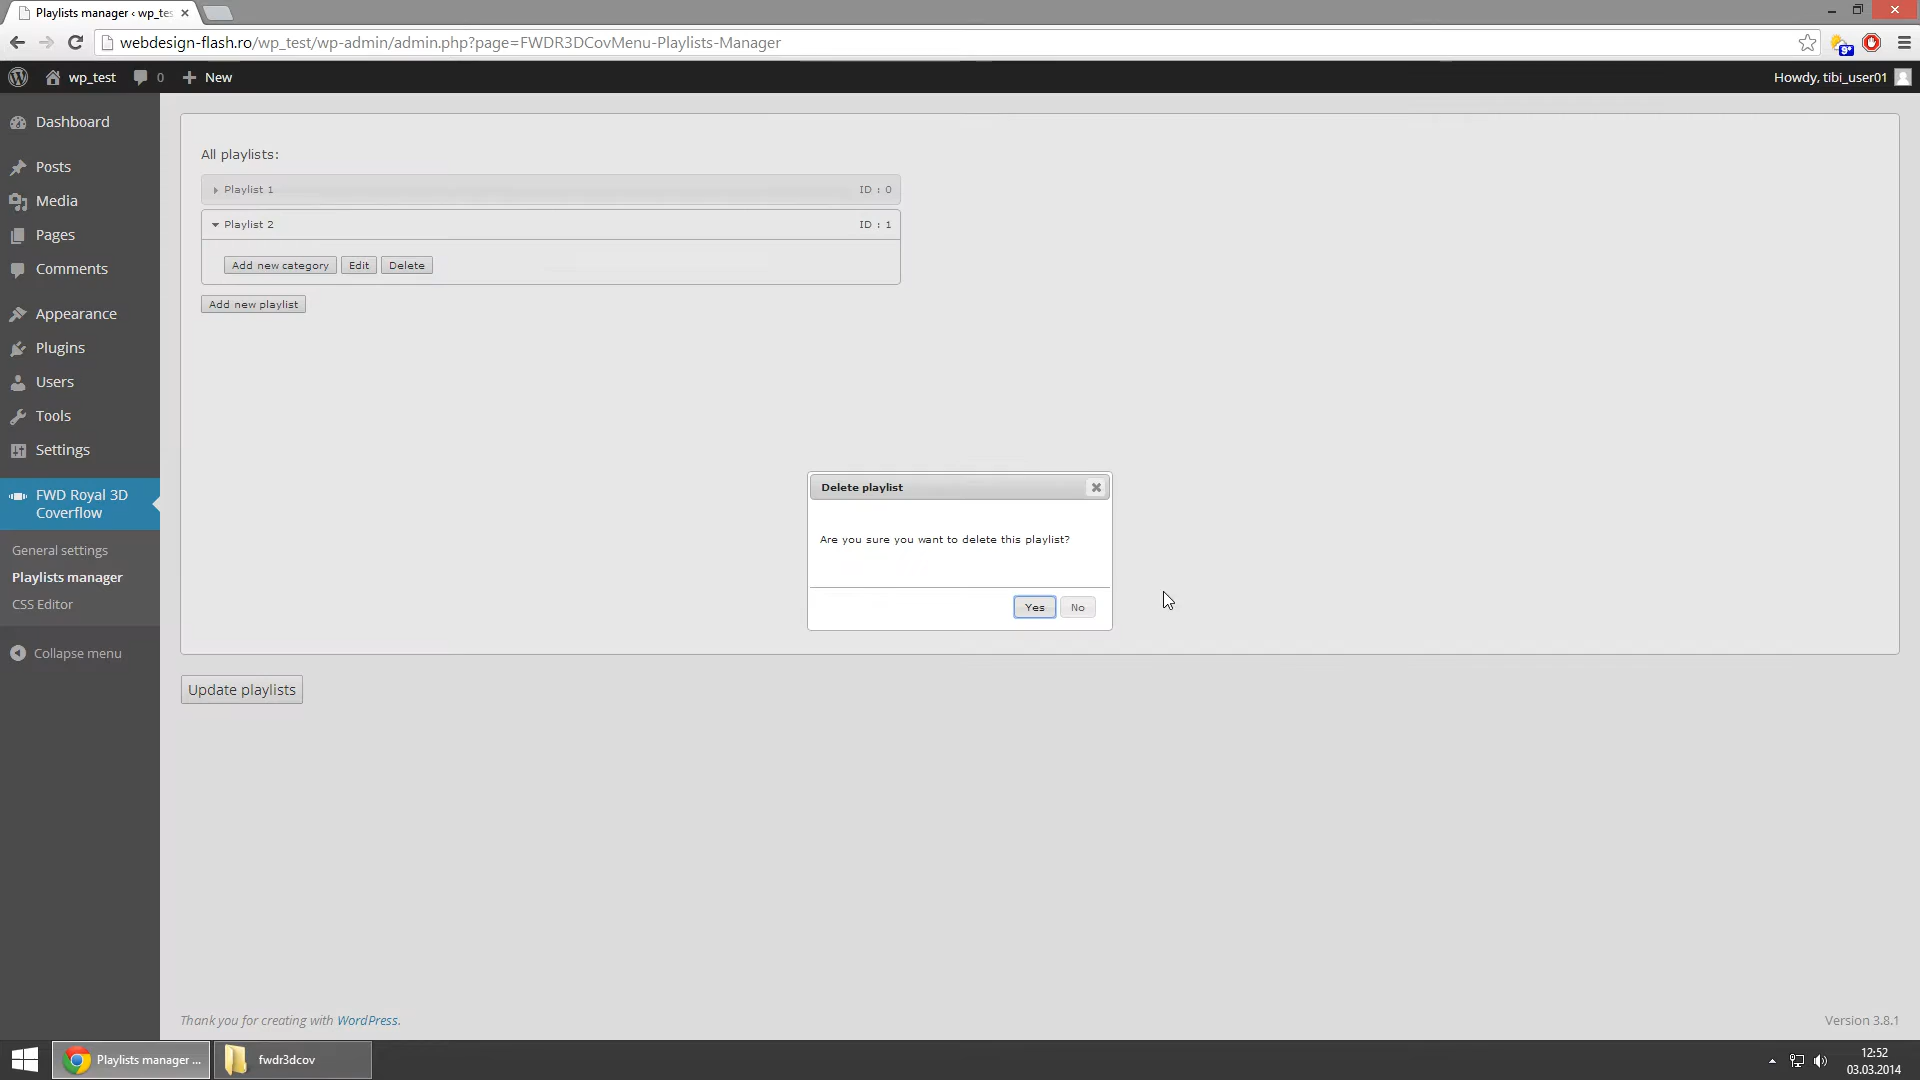 Playlists manager ‹ wp_tes
webdesign-flash.ro/wp_test/wp-admin/admin.php?page=FWDR3DCovMenu-Playlists-Manager
9°
wp_test
0
New
Howdy, tibi_user01
Dashboard
Posts
Media
Pages
Comments
Appearance
Plugins
Users
Tools
Settings
FWD Royal 3D
Coverflow
General settings
Playlists manager
CSS Editor
Collapse menu
All playlists:
Playlist 1
ID : 0
Playlist 2
ID : 1
Add new category
Edit
Delete
Add new playlist
Delete playlist
Are you sure you want to delete this playlist?
Yes
No
Update playlists
Thank you for creating with WordPress.
Version 3.8.1
Playlists manager ...
fwdr3dcov
12:52
03.03.2014